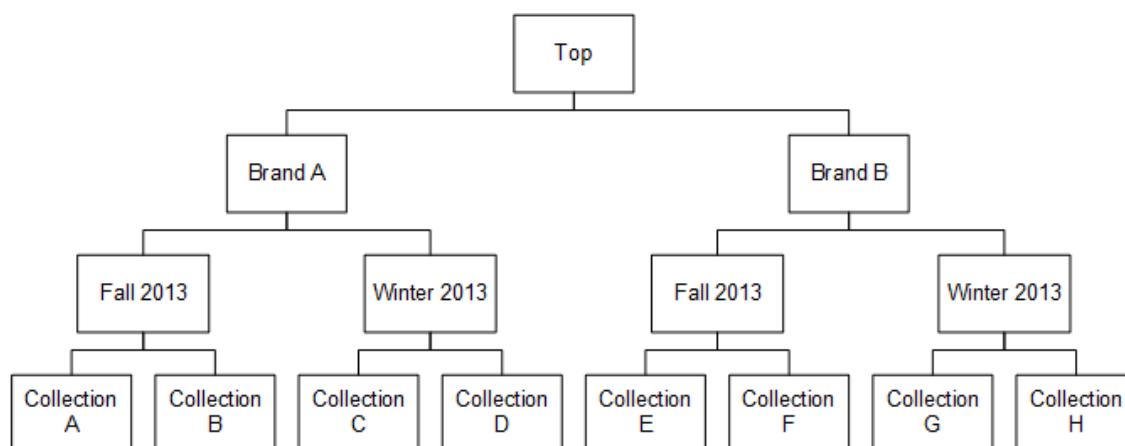 Top
Brand A
Brand B
Fall 2013
Winter 2013
Fall 2013
Winter 2013
Collection
A
Collection
B
Collection
C
Collection
D
Collection
E
Collection
F
Collection
G
Collection
H